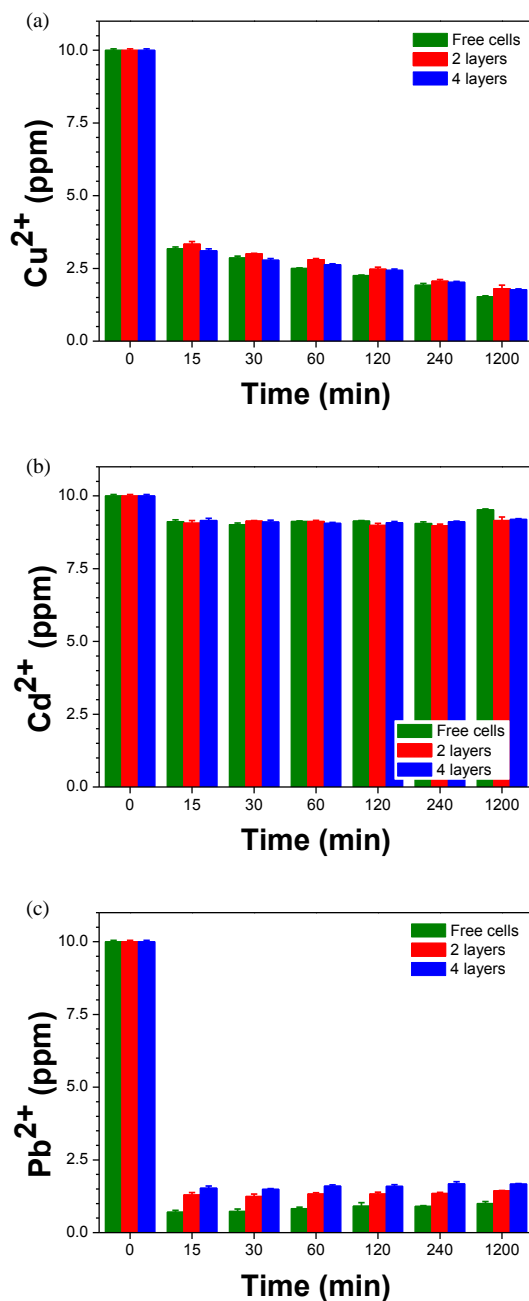 (a)
Free cells
2 layers
4 layers
10.0
7.5
5.0
2.5
0.0
Cu²⁺ (ppm)
0 15 30 60 120 240 1200
Time (min)
(b)
10.0
7.5
5.0
2.5
0.0
Cd²⁺ (ppm)
Free cells
2 layers
4 layers
0 15 30 60 120 240 1200
Time (min)
(c)
Free cells
2 layers
4 layers
10.0
7.5
5.0
2.5
0.0
Pb²⁺ (ppm)
0 15 30 60 120 240 1200
Time (min)